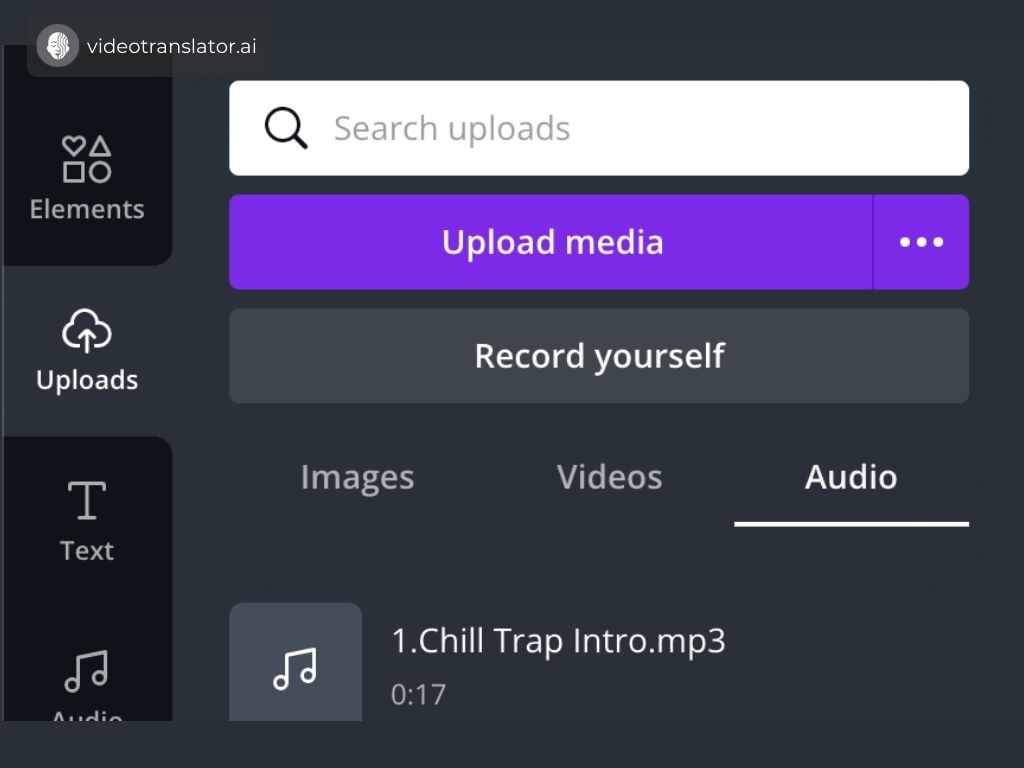 videotranslator.ai
Search uploads
Elements
Upload media
Record yourself
Uploads
Images
Videos
Audio
Text
1.Chill Trap Intro.mp3
0:17
Audio